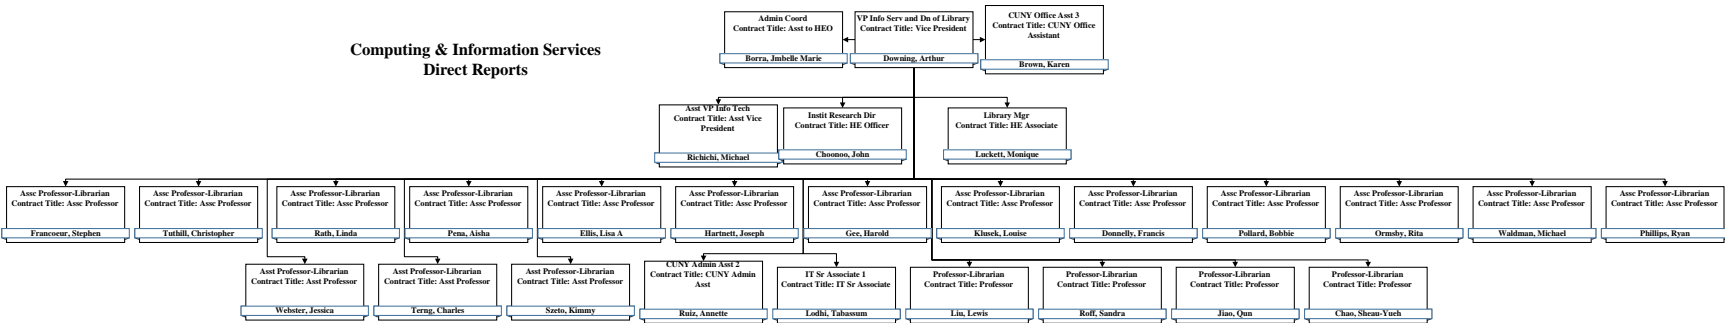 Computing & Information Services
Direct Reports
Admin Coord
Contract Title: Asst to HEO
Borra, Jmbelle Marie
VP Info Serv and Dn of Library
Contract Title: Vice President
Downing, Arthur
CUNY Office Asst 3
Contract Title: CUNY Office
Assistant
Brown, Karen
Asst VP Info Tech
Contract Title: Asst Vice
President
Richichi, Michael
Instit Research Dir
Contract Title: HE Officer
Choonoo, John
Library Mgr
Contract Title: HE Associate
Luckett, Monique
Assc Professor-Librarian
Contract Title: Assc Professor
Francoeur, Stephen
Assc Professor-Librarian
Contract Title: Assc Professor
Tuthill, Christopher
Assc Professor-Librarian
Contract Title: Assc Professor
Rath, Linda
Assc Professor-Librarian
Contract Title: Assc Professor
Pena, Aisha
Assc Professor-Librarian
Contract Title: Assc Professor
Ellis, Lisa A
Assc Professor-Librarian
Contract Title: Assc Professor
Hartnett, Joseph
Assc Professor-Librarian
Contract Title: Assc Professor
Gee, Harold
Assc Professor-Librarian
Contract Title: Assc Professor
Klusek, Louise
Assc Professor-Librarian
Contract Title: Assc Professor
Donnelly, Francis
Assc Professor-Librarian
Contract Title: Assc Professor
Pollard, Bobbie
Assc Professor-Librarian
Contract Title: Assc Professor
Ormsby, Rita
Assc Professor-Librarian
Contract Title: Assc Professor
Waldman, Michael
Assc Professor-Librarian
Contract Title: Assc Professor
Phillips, Ryan
Asst Professor-Librarian
Contract Title: Asst Professor
Webster, Jessica
Asst Professor-Librarian
Contract Title: Asst Professor
Terng, Charles
Asst Professor-Librarian
Contract Title: Asst Professor
Szeto, Kimmy
CUNY Admin Asst 2
Contract Title: CUNY Admin
Asst
Ruiz, Annette
IT Sr Associate 1
Contract Title: IT Sr Associate
Lodhi, Tabassum
Professor-Librarian
Contract Title: Professor
Liu, Lewis
Professor-Librarian
Contract Title: Professor
Roff, Sandra
Professor-Librarian
Contract Title: Professor
Jiao, Qun
Professor-Librarian
Contract Title: Professor
Chao, Sheau-Yueh